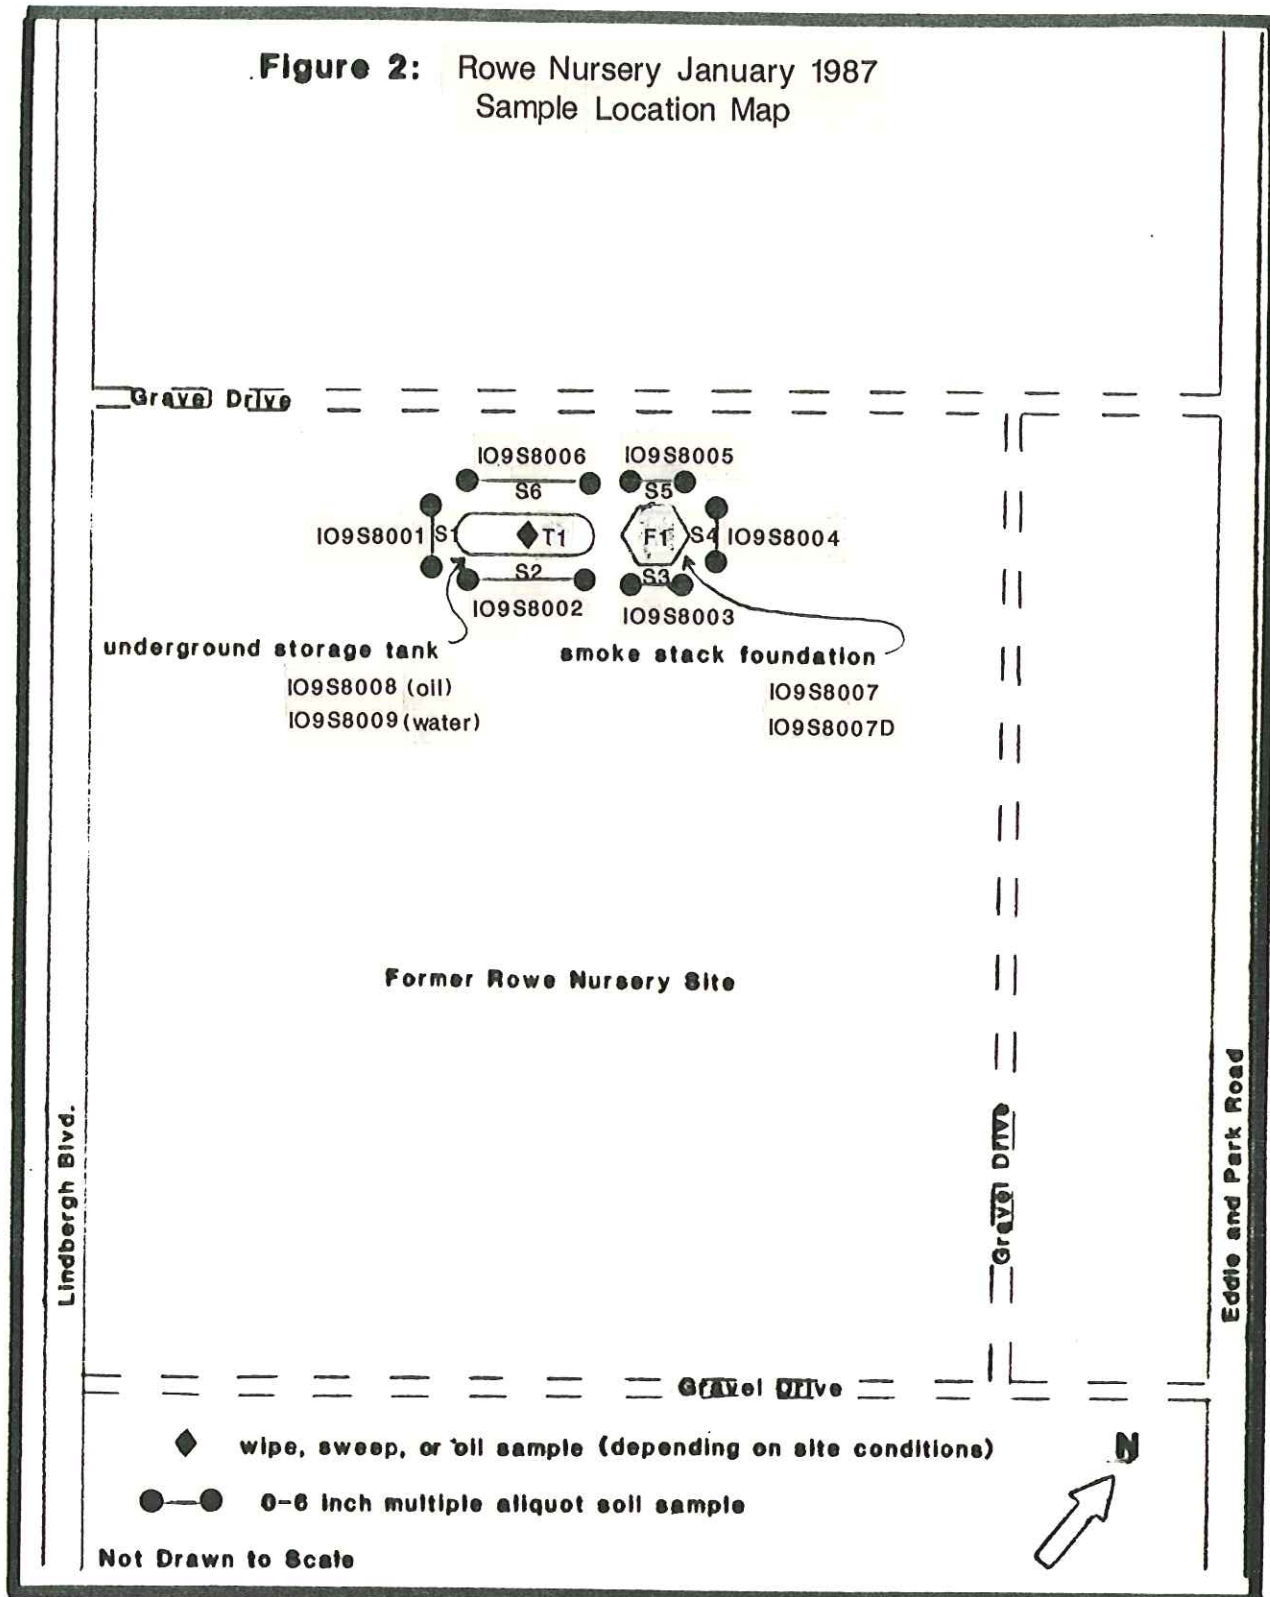 .Figure 2: Rowe Nursery January 1987
Sample Location Map
Gravel Drive
IO9S8006
IO9S8005
S6
S5
IO9S8001
S1
T1
F1
S4
IO9S8004
S2
S3
IO9S8002
IO9S8003
underground storage tank
smoke stack foundation
IO9S8008 (oil)
IO9S8007
IO9S8009 (water)
IO9S8007D
Former Rowe Nursery Site
Lindbergh Blvd.
Gravel Drive
Eddie and Park Road
Gravel Drive
wipe, sweep, or oil sample (depending on site conditions)
N
0-6 inch multiple aliquot soil sample
Not Drawn to Scale